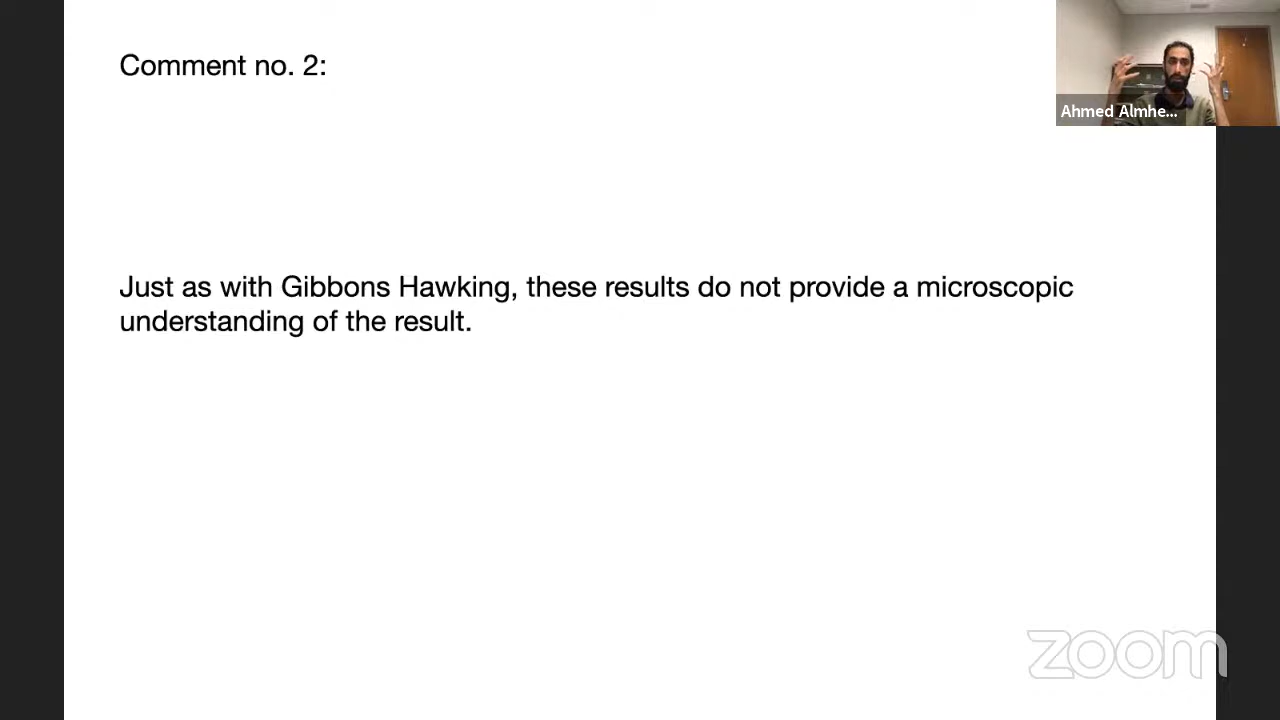 Comment no. 2:
Ahmed Almhe...
Just as with Gibbons Hawking, these results do not provide a microscopic
understanding of the result.
zoom